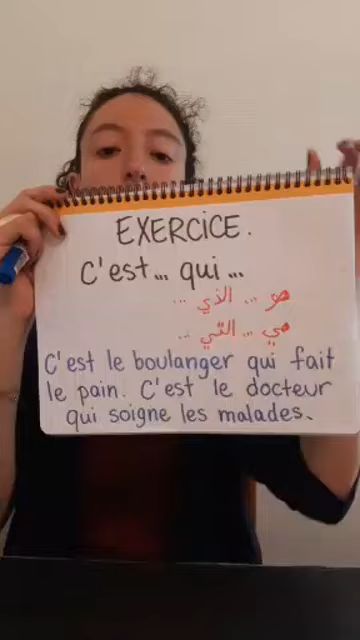 EXERCICE.
C'est... qui...
هو ... الذي ...
هي ... التي ...
C'est le boulanger qui fait
le pain. C'est le docteur
qui soigne les malades.